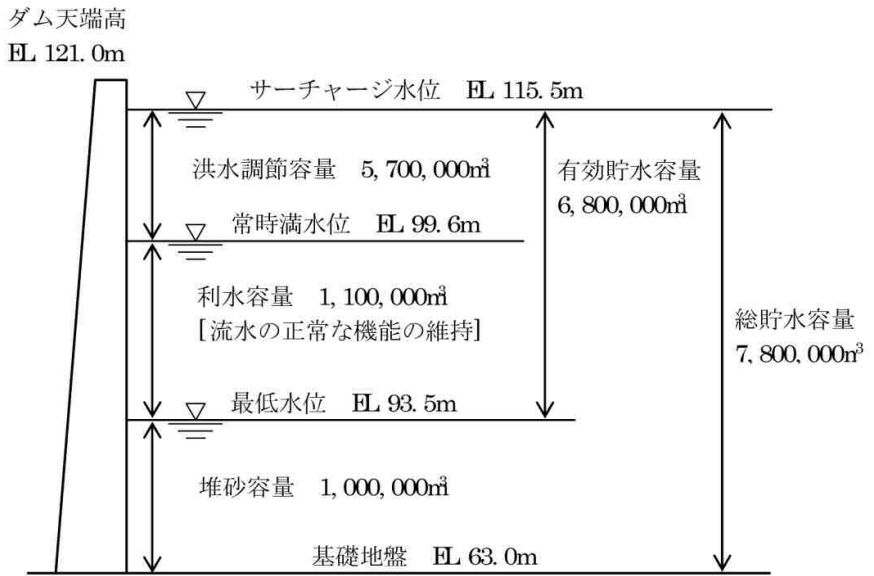 ダム天端高
EL 121.0m
サーチャージ水位　EL 115.5m
洪水調節容量　5,700,000m³
有効貯水容量
6,800,000m³
常時満水位　EL 99.6m
利水容量　1,100,000m³
[流水の正常な機能の維持]
総貯水容量
7,800,000m³
最低水位　EL 93.5m
堆砂容量　1,000,000m³
基礎地盤　EL 63.0m